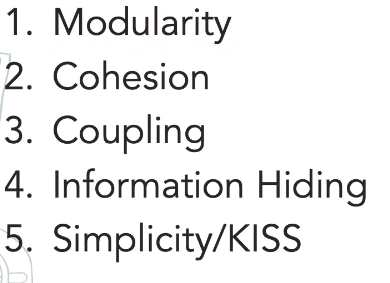 1. Modularity
2. Cohesion
3. Coupling
4. Information Hiding
5. Simplicity/KISS